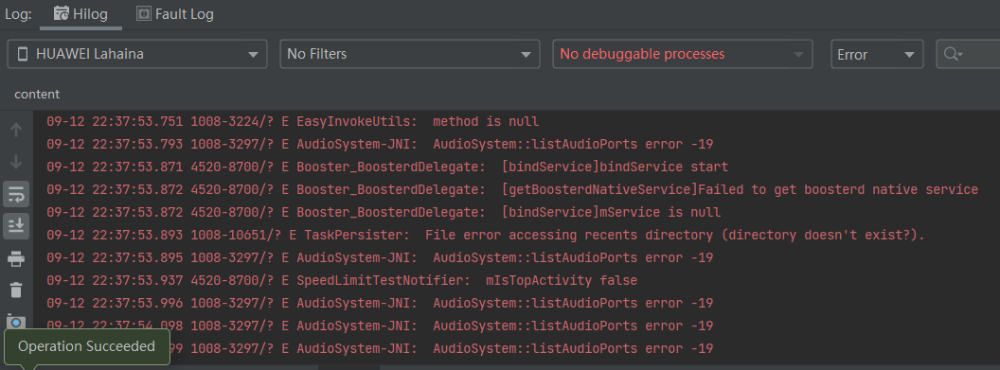 Log: Hilog Fault Log
HUAWEI Lahaina No Filters No debuggable processes Error
content
09-12 22:37:53.751 1008-3224/? E EasyInvokeUtils: method is null
09-12 22:37:53.793 1008-3297/? E AudioSystem-JNI: AudioSystem::listAudioPorts error -19
09-12 22:37:53.871 4520-8700/? E Booster_BoosterdDelegate: [bindService]bindService start
09-12 22:37:53.872 4520-8700/? E Booster_BoosterdDelegate: [getBoosterdNativeService]Failed to get boosterd native service
09-12 22:37:53.872 4520-8700/? E Booster_BoosterdDelegate: [bindService]mService is null
09-12 22:37:53.893 1008-10651/? E TaskPersister: File error accessing recents directory (directory doesn't exist?).
09-12 22:37:53.895 1008-3297/? E AudioSystem-JNI: AudioSystem::listAudioPorts error -19
09-12 22:37:53.937 4520-8700/? E SpeedLimitTestNotifier: mIsTopActivity false
09-12 22:37:53.996 1008-3297/? E AudioSystem-JNI: AudioSystem::listAudioPorts error -19
09-12 22:37:54.098 1008-3297/? E AudioSystem-JNI: AudioSystem::listAudioPorts error -19
Operation Succeeded
99 1008-3297/? E AudioSystem-JNI: AudioSystem::listAudioPorts error -19